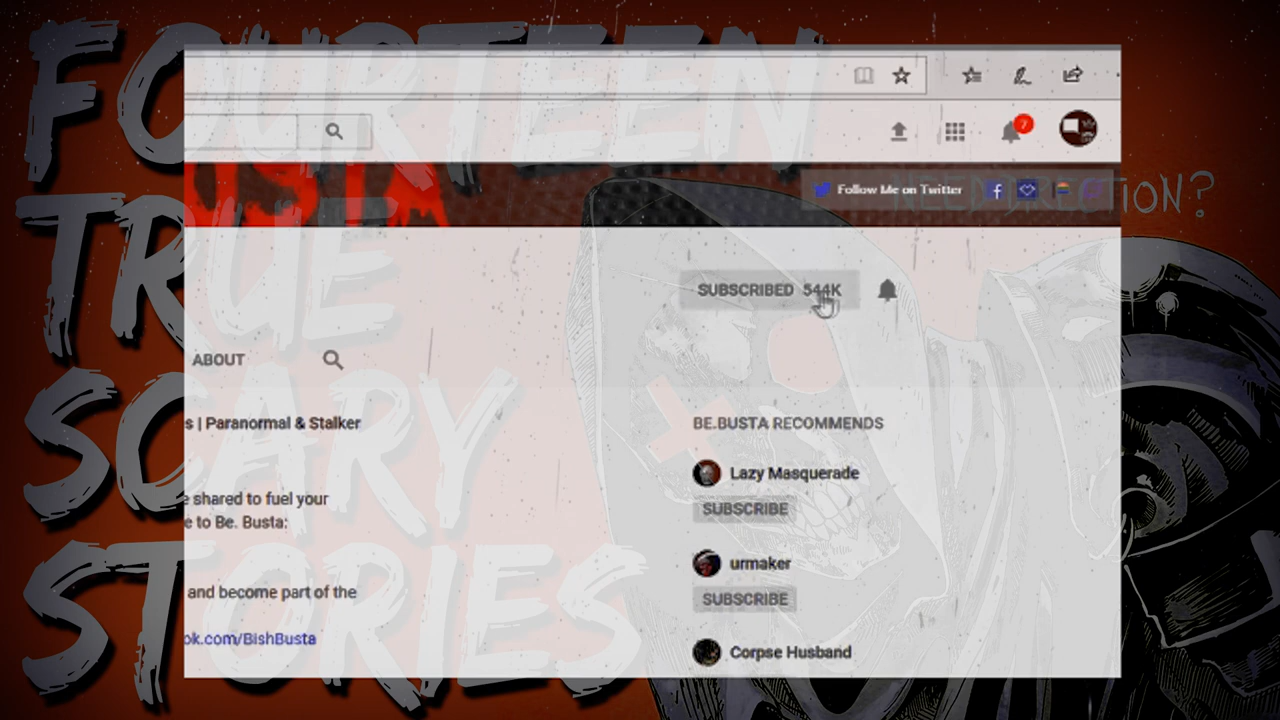 FOURTEEN
TRUE
SCARY
STORIES
NEED DIRECTION?
7
USTA
Follow Me on Twitter
SUBSCRIBED 544K
ABOUT
s | Paranormal & Stalker
e shared to fuel your
e to Be. Busta:
and become part of the
ok.com/BishBusta
BE.BUSTA RECOMMENDS
Lazy Masquerade
SUBSCRIBE
urmaker
SUBSCRIBE
Corpse Husband